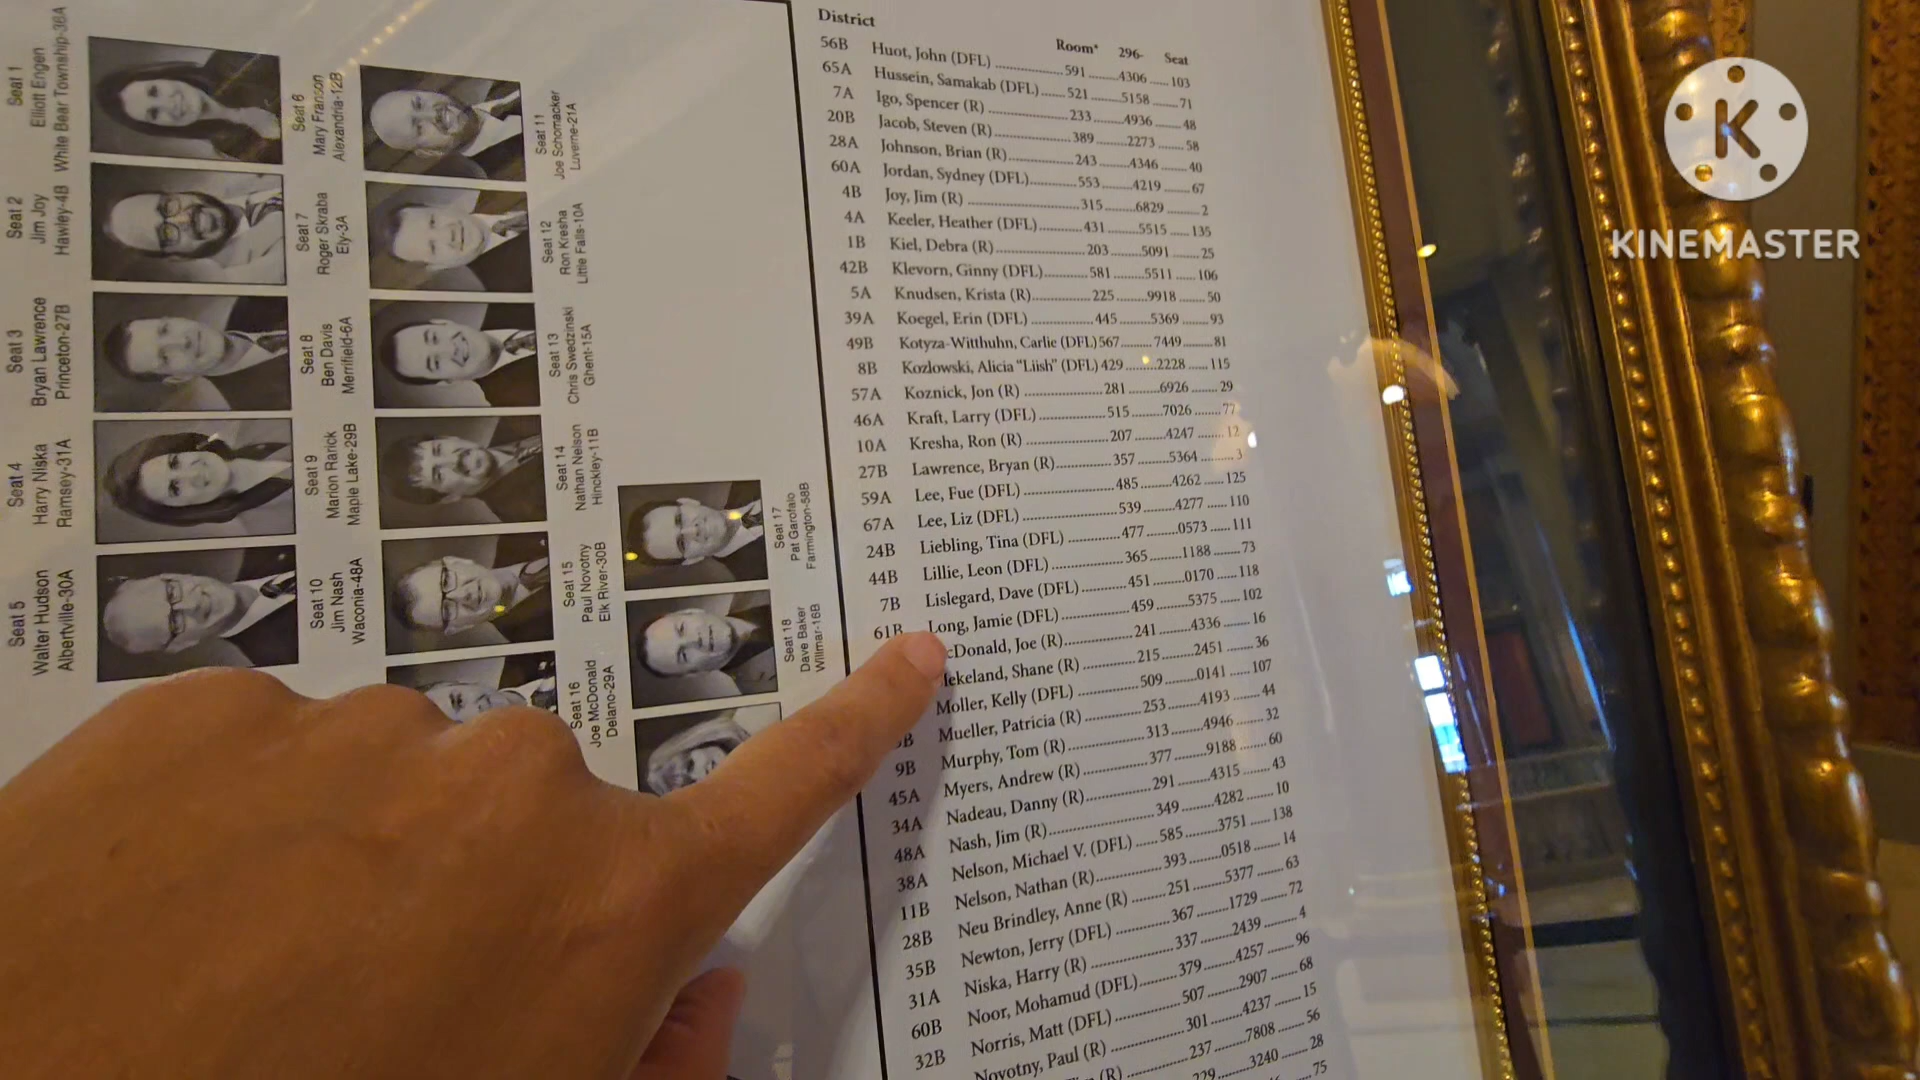 Seat 1
Elliott Engen
White Bear Township-36A
Seat 2
Jim Joy
Hawley-4B
Seat 3
Bryan Lawrence
Princeton-27B
Seat 4
Harry Niska
Ramsey-31A
Seat 5
Walter Hudson
Albertville-30A
Seat 6
Mary Franson
Alexandria-12B
Seat 7
Roger Skraba
Ely-3A
Seat 8
Ben Davis
Merrifield-6A
Seat 9
Marion Rarick
Maple Lake-29B
Seat 10
Jim Nash
Waconia-48A
Seat 11
Joe Schomacker
Luverne-21A
Seat 12
Ron Kresha
Little Falls-10A
Seat 13
Chris Swedzinski
Ghent-15A
Seat 14
Nathan Nelson
Hinckley-11B
Seat 15
Paul Novotny
Elk River-30B
Seat 16
Joe McDonald
Delano-29A
Seat 17
Pat Garofalo
Farmington-58B
Seat 18
Dave Baker
Willmar-16B
District Room* 296- Seat
56B Huot, John (DFL) 591 4306 103
65A Hussein, Samakab (DFL) 521 5158 71
7A Igo, Spencer (R) 233 4936 48
20B Jacob, Steven (R) 389 2273 58
28A Johnson, Brian (R) 243 4346 40
60A Jordan, Sydney (DFL) 553 4219 67
4B Joy, Jim (R) 315 6829 2
4A Keeler, Heather (DFL) 431 5515 135
1B Kiel, Debra (R) 203 5091 25
42B Klevorn, Ginny (DFL) 581 5511 106
5A Knudsen, Krista (R) 225 9918 50
39A Koegel, Erin (DFL) 445 5369 93
49B Kotyza-Witthuhn, Carlie (DFL) 567 7449 81
8B Kozlowski, Alicia "Liish" (DFL) 429 2228 115
57A Koznick, Jon (R) 281 6926 29
46A Kraft, Larry (DFL) 515 7026 77
10A Kresha, Ron (R) 207 4247 12
27B Lawrence, Bryan (R) 357 5364 3
59A Lee, Fue (DFL) 485 4262 125
67A Lee, Liz (DFL) 539 4277 110
24B Liebling, Tina (DFL) 477 0573 111
44B Lillie, Leon (DFL) 365 1188 73
7B Lislegard, Dave (DFL) 451 0170 118
61B Long, Jamie (DFL) 459 5375 102
cDonald, Joe (R) 241 4336 16
ekeland, Shane (R) 215 2451 36
Moller, Kelly (DFL) 509 0141 107
B Mueller, Patricia (R) 253 4193 44
9B Murphy, Tom (R) 313 4946 32
45A Myers, Andrew (R) 377 9188 60
34A Nadeau, Danny (R) 291 4315 43
48A Nash, Jim (R) 349 4282 10
38A Nelson, Michael V. (DFL) 585 3751 138
11B Nelson, Nathan (R) 393 0518 14
28B Neu Brindley, Anne (R) 251 5377 63
35B Newton, Jerry (DFL) 367 1729 72
31A Niska, Harry (R) 337 2439 4
60B Noor, Mohamud (DFL) 379 4257 96
32B Norris, Matt (DFL) 507 2907 68
Novotny, Paul (R) 301 4237 15
(R) 237 7808 56
3240 28
75
K
KINEMASTER